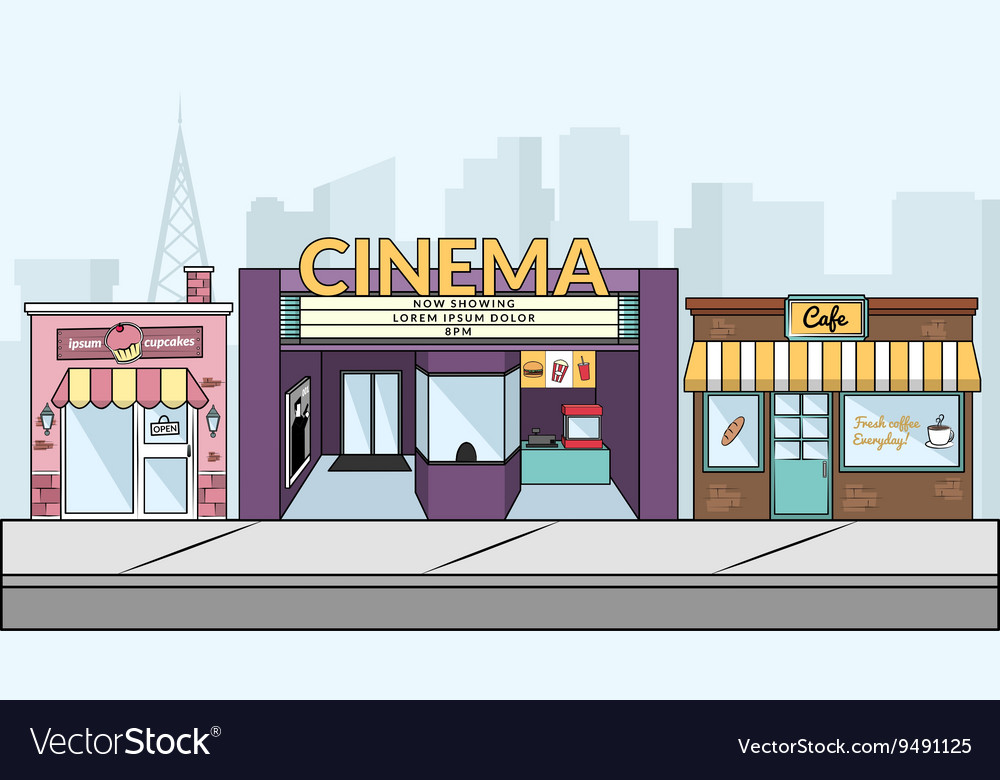 CINEMA
NOW SHOWING
LOREM IPSUM DOLOR
8PM
ipsum cupcakes
OPEN
Cafe
Fresh coffee
Everyday!
VectorStock®
VectorStock.com/9491125